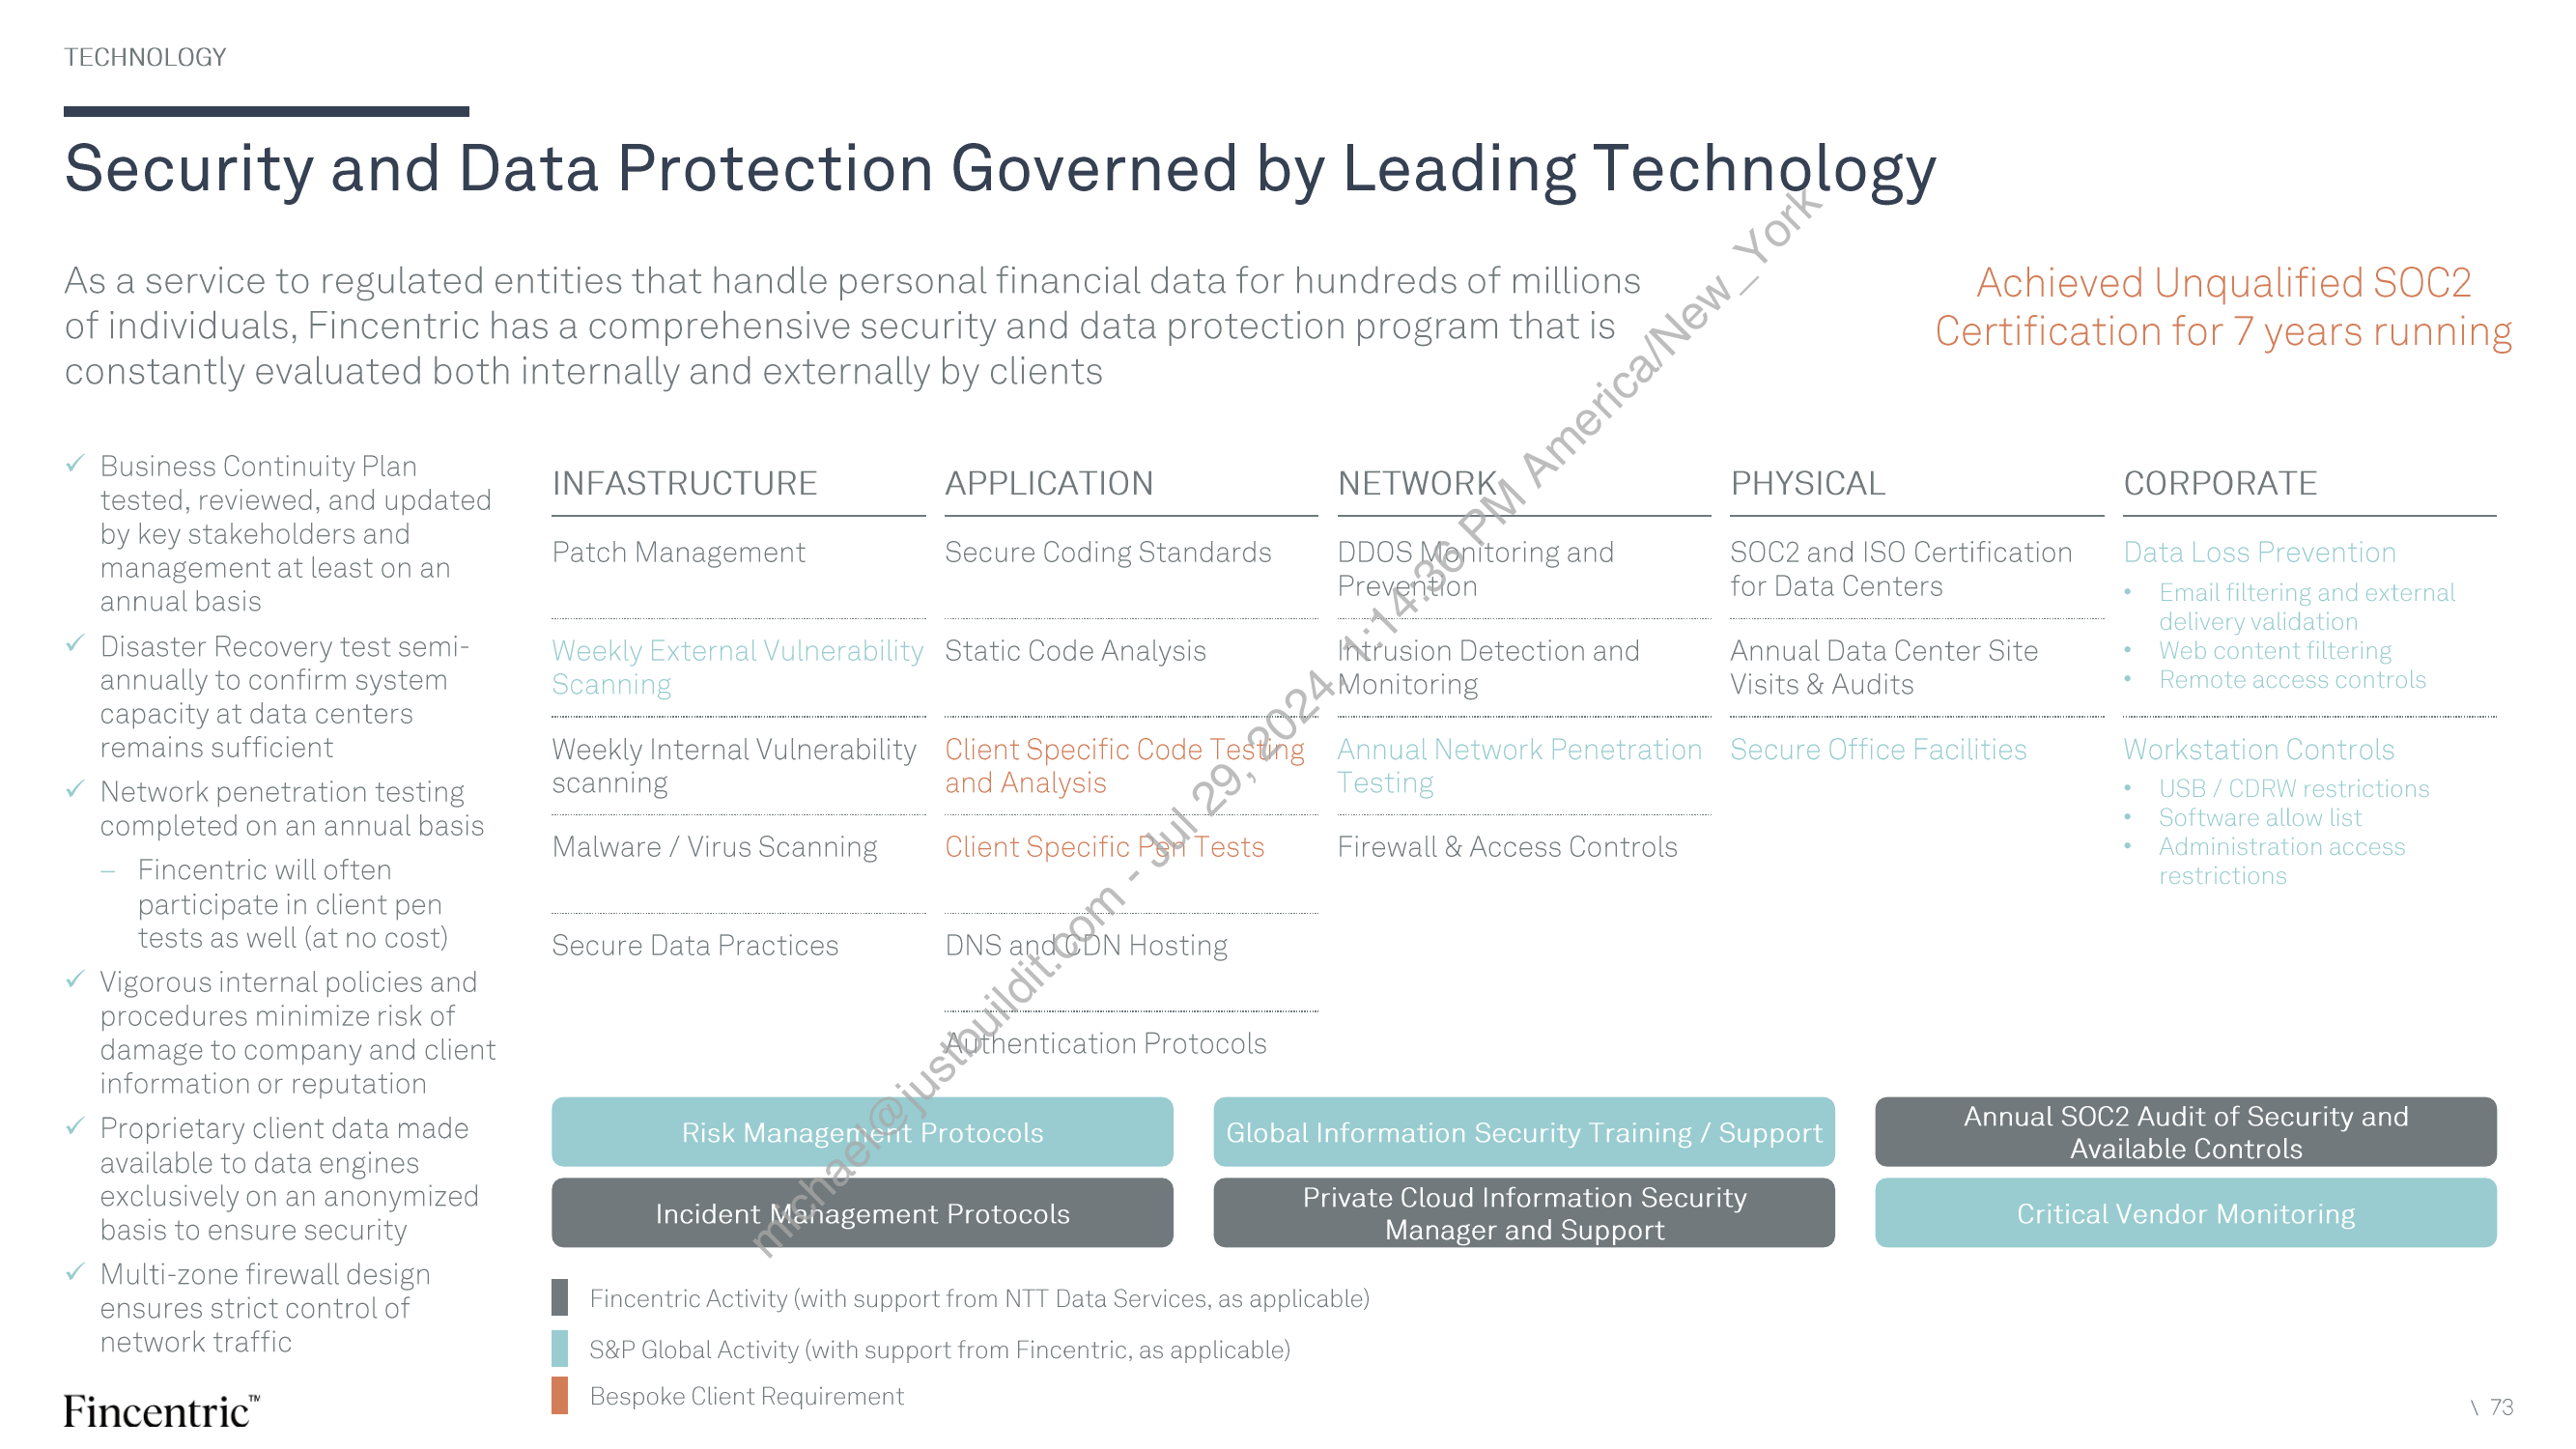 TECHNOLOGY
Security and Data Protection Governed by Leading Technology
As a service to regulated entities that handle personal financial data for hundreds of millions
of individuals, Fincentric has a comprehensive security and data protection program that is
constantly evaluated both internally and externally by clients
Achieved Unqualified SOC2
Certification for 7 years running
✓ Business Continuity Plan
tested, reviewed, and updated
by key stakeholders and
management at least on an
annual basis
✓ Disaster Recovery test semi-
annually to confirm system
capacity at data centers
remains sufficient
✓ Network penetration testing
completed on an annual basis
– Fincentric will often
participate in client pen
tests as well (at no cost)
✓ Vigorous internal policies and
procedures minimize risk of
damage to company and client
information or reputation
✓ Proprietary client data made
available to data engines
exclusively on an anonymized
basis to ensure security
✓ Multi-zone firewall design
ensures strict control of
network traffic
INFASTRUCTURE
Patch Management
Weekly External Vulnerability
Scanning
Weekly Internal Vulnerability
scanning
Malware / Virus Scanning
Secure Data Practices
APPLICATION
Secure Coding Standards
Static Code Analysis
Client Specific Code Testing
and Analysis
Client Specific Pen Tests
DNS and CDN Hosting
Authentication Protocols
NETWORK
DDOS Monitoring and
Prevention
Intrusion Detection and
Monitoring
Annual Network Penetration
Testing
Firewall & Access Controls
PHYSICAL
SOC2 and ISO Certification
for Data Centers
Annual Data Center Site
Visits & Audits
Secure Office Facilities
CORPORATE
Data Loss Prevention
• Email filtering and external
delivery validation
• Web content filtering
• Remote access controls
Workstation Controls
• USB / CDRW restrictions
• Software allow list
• Administration access
restrictions
Risk Management Protocols
Global Information Security Training / Support
Annual SOC2 Audit of Security and
Available Controls
Incident Management Protocols
Private Cloud Information Security
Manager and Support
Critical Vendor Monitoring
Fincentric Activity (with support from NTT Data Services, as applicable)
S&P Global Activity (with support from Fincentric, as applicable)
Bespoke Client Requirement
Fincentric™
\ 73
michael@justbuildit.com - Jul 29, 2024 1:14:36 PM America/New_York